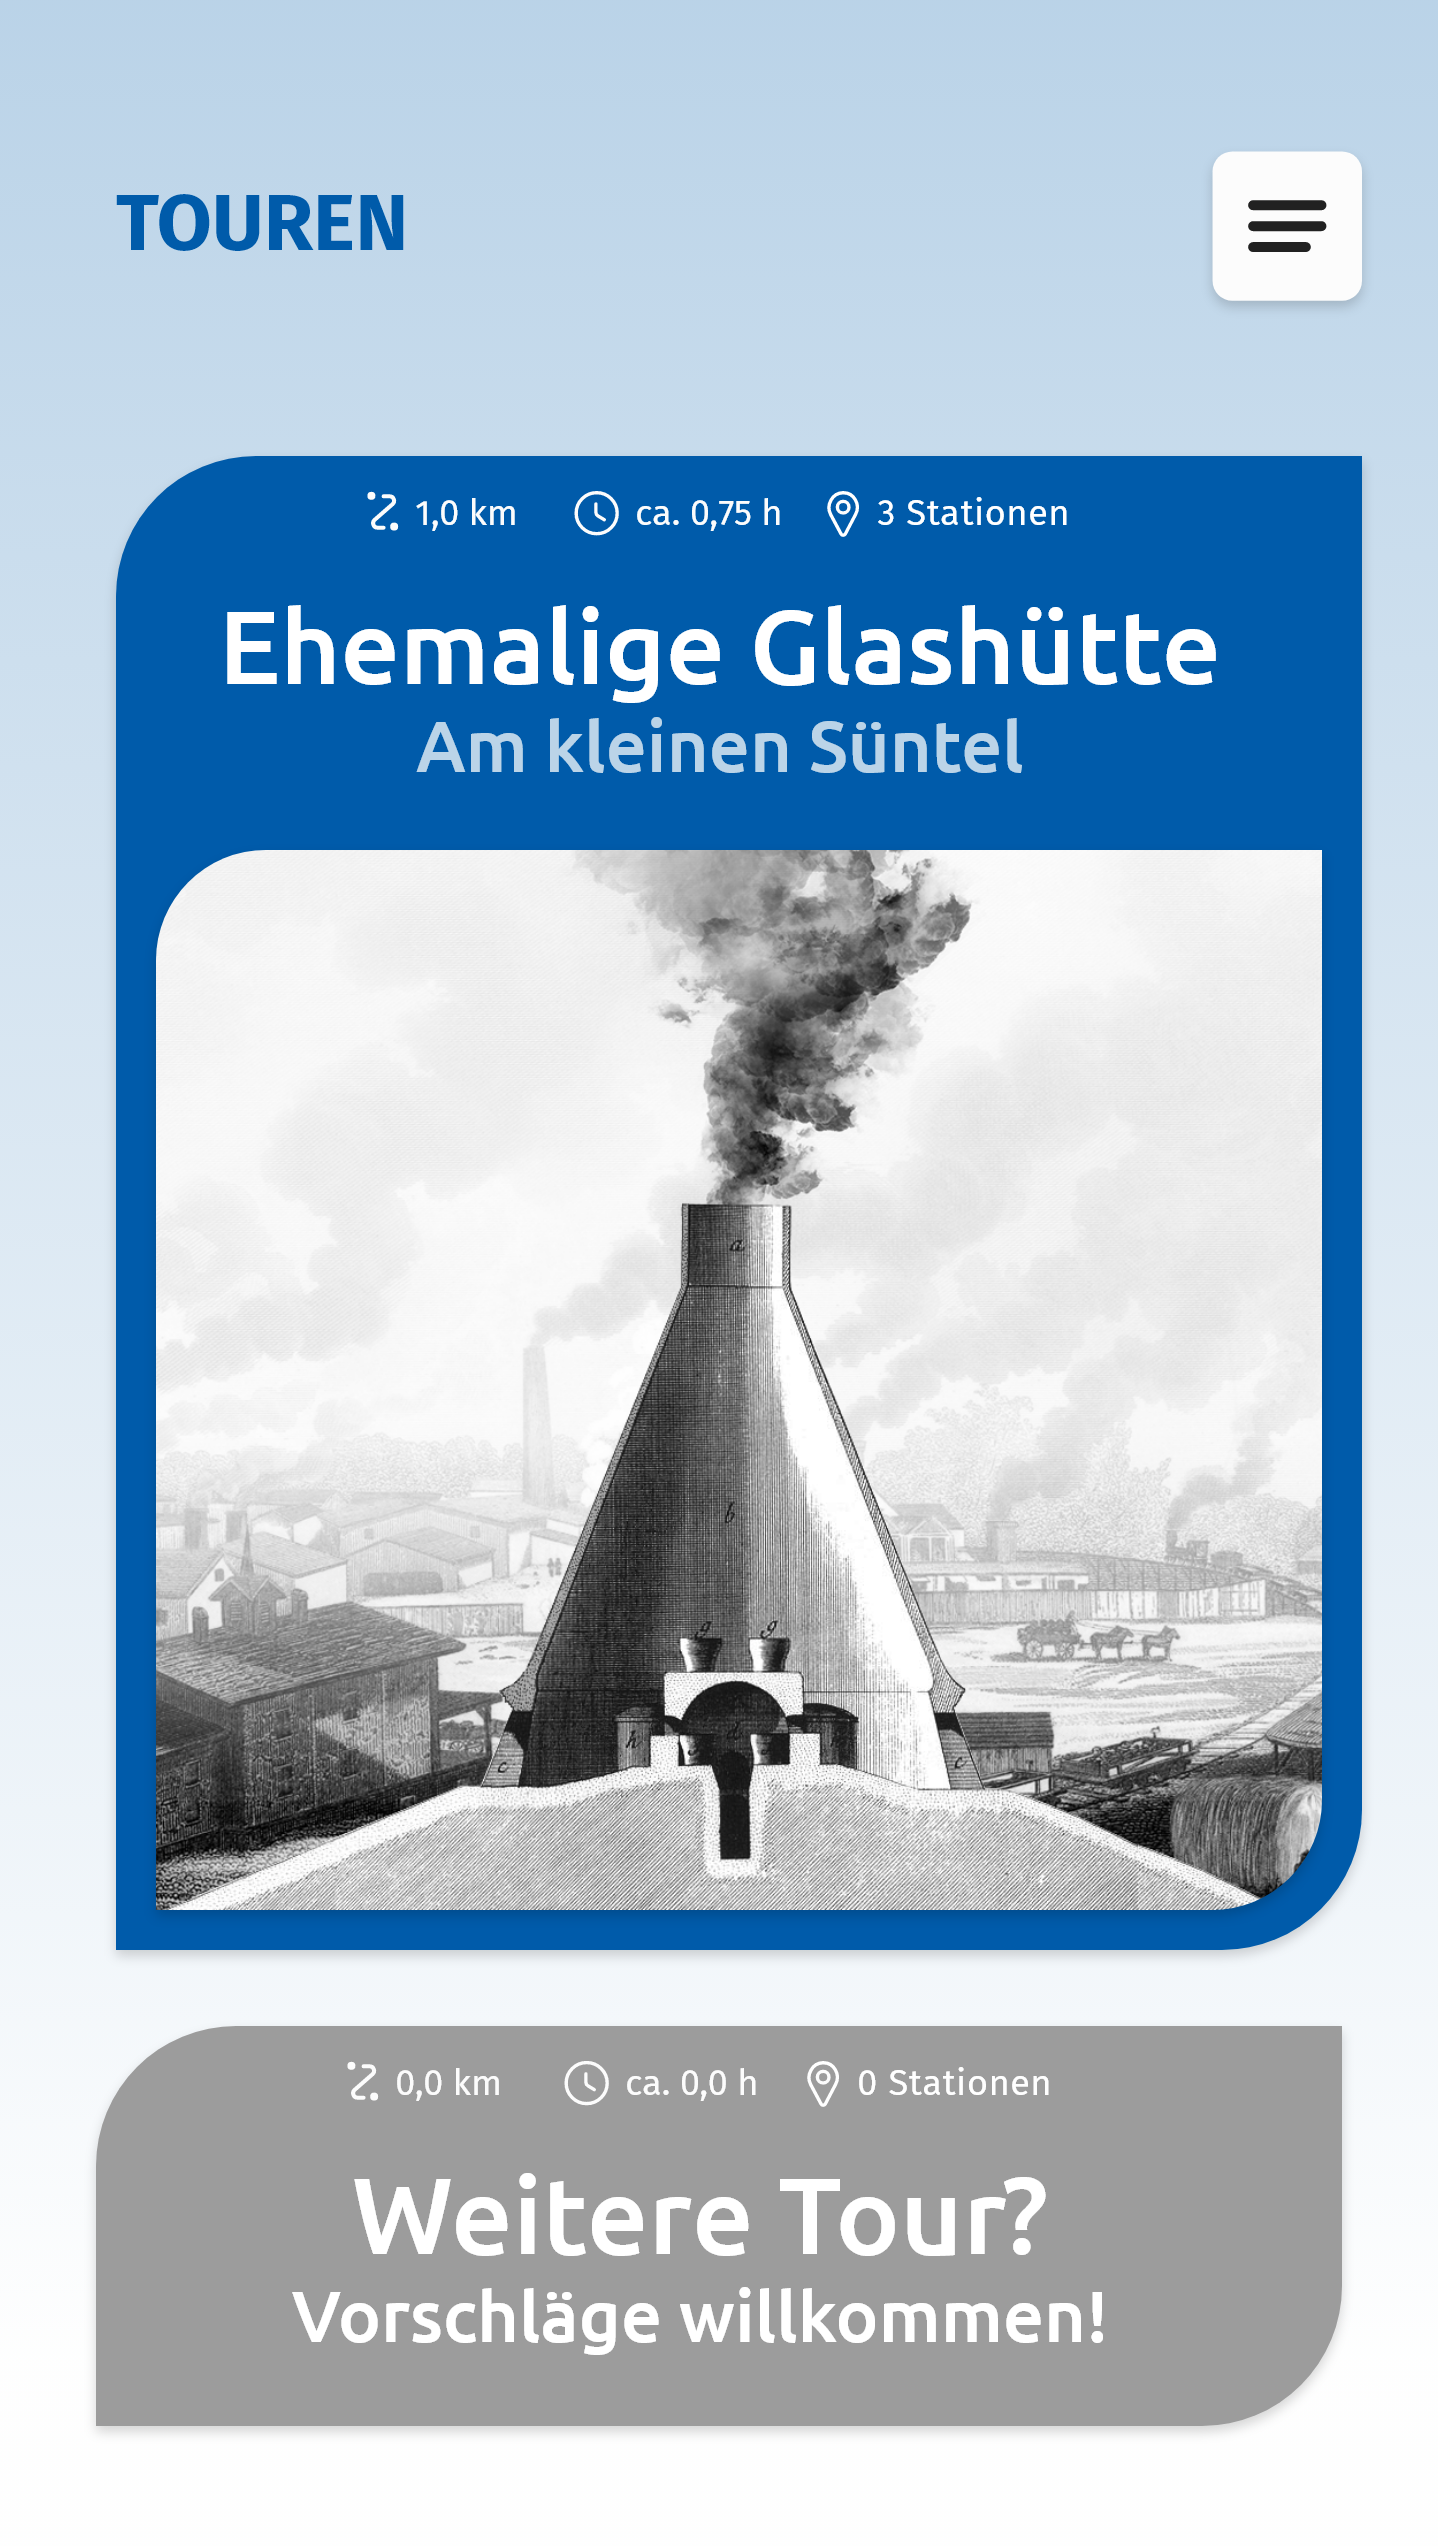 TOUREN
1,0 km ca. 0,75 h 3 Stationen
Ehemalige Glashütte
Am kleinen Süntel
a
b
g g
h d
c c
0,0 km ca. 0,0 h 0 Stationen
Weitere Tour?
Vorschläge willkommen!